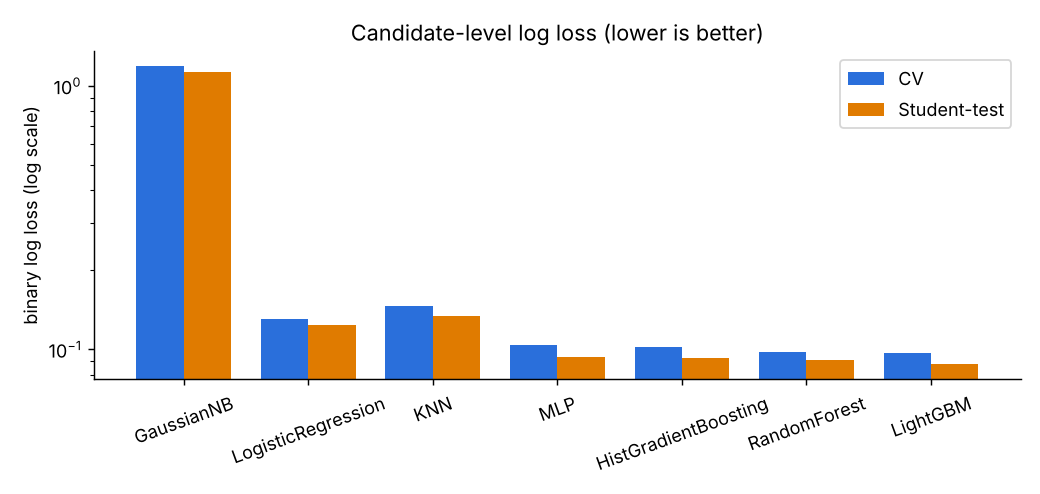 Candidate-level log loss (lower is better)
binary log loss (log scale)
10⁰
10⁻¹
CV
Student-test
GaussianNB
LogisticRegression
KNN
MLP
HistGradientBoosting
RandomForest
LightGBM